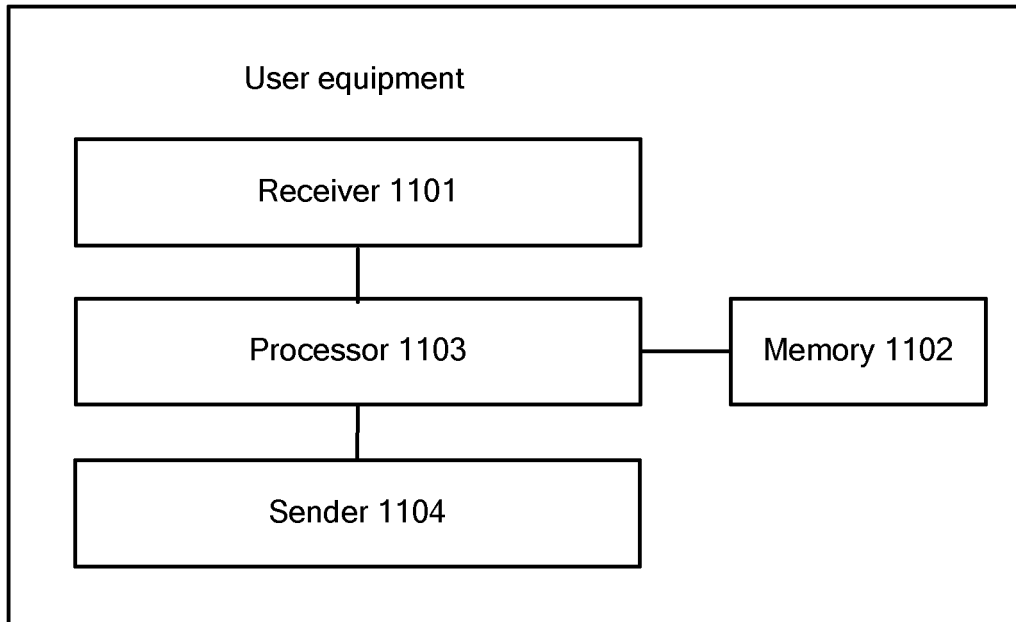 User equipment
Receiver 1101
Processor 1103
Memory 1102
Sender 1104